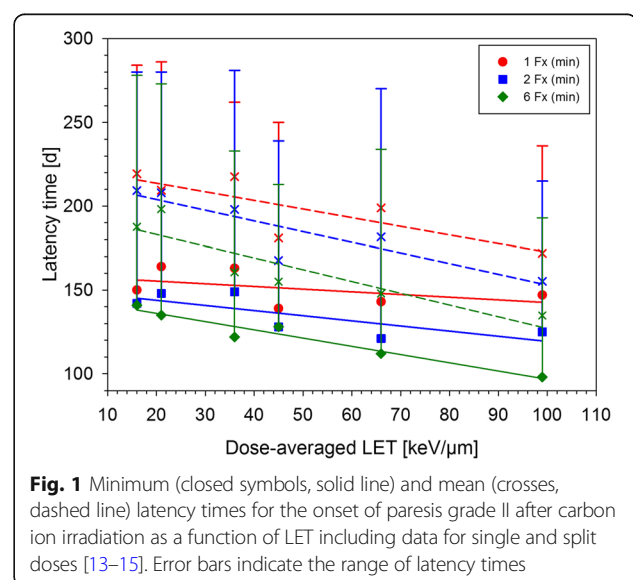 300
250
200
150
100
Latency time [d]
1 Fx (min)
2 Fx (min)
6 Fx (min)
10 20 30 40 50 60 70 80 90 100 110
Dose-averaged LET [keV/µm]
Fig. 1 Minimum (closed symbols, solid line) and mean (crosses,
dashed line) latency times for the onset of paresis grade II after carbon
ion irradiation as a function of LET including data for single and split
doses [13–15]. Error bars indicate the range of latency times